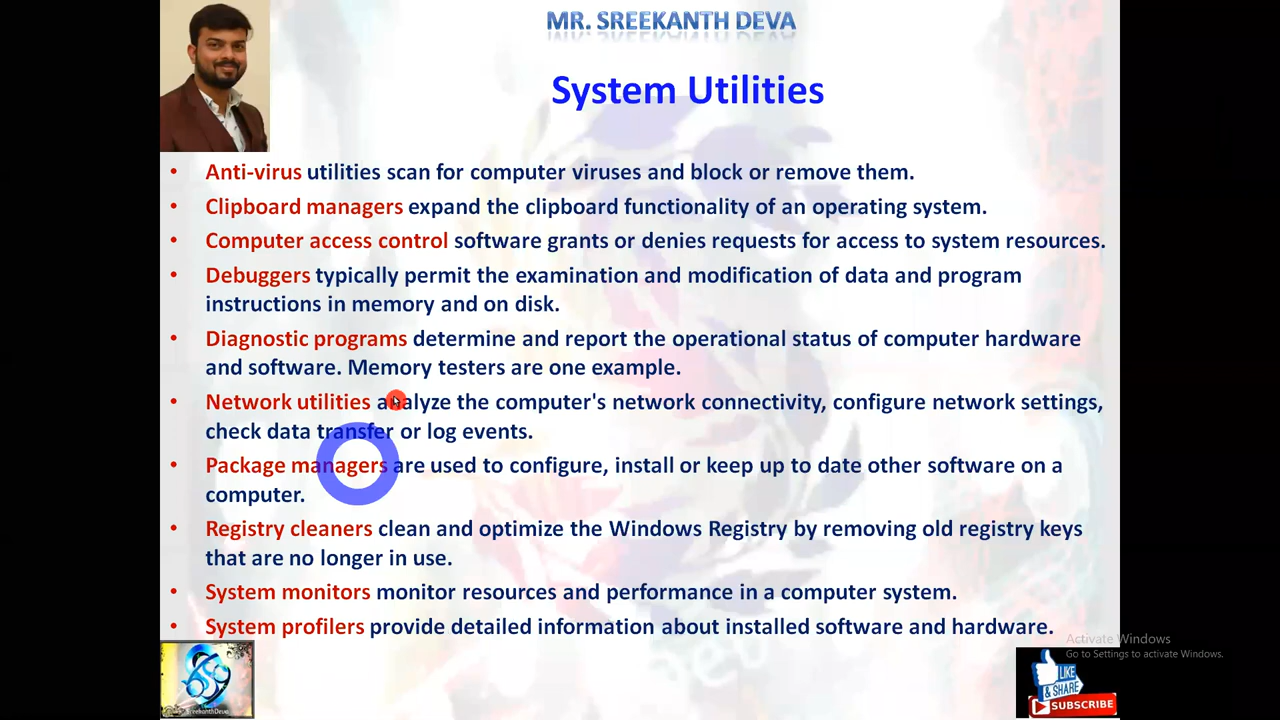 MR. SREEKANTH DEVA
System Utilities
• Anti-virus utilities scan for computer viruses and block or remove them.
• Clipboard managers expand the clipboard functionality of an operating system.
• Computer access control software grants or denies requests for access to system resources.
• Debuggers typically permit the examination and modification of data and program
instructions in memory and on disk.
• Diagnostic programs determine and report the operational status of computer hardware
and software. Memory testers are one example.
• Network utilities analyze the computer's network connectivity, configure network settings,
check data transfer or log events.
• Package managers are used to configure, install or keep up to date other software on a
computer.
• Registry cleaners clean and optimize the Windows Registry by removing old registry keys
that are no longer in use.
• System monitors monitor resources and performance in a computer system.
• System profilers provide detailed information about installed software and hardware.
Activate Windows
Go to Settings to activate Windows.
LIKE
& SHARE
SUBSCRIBE